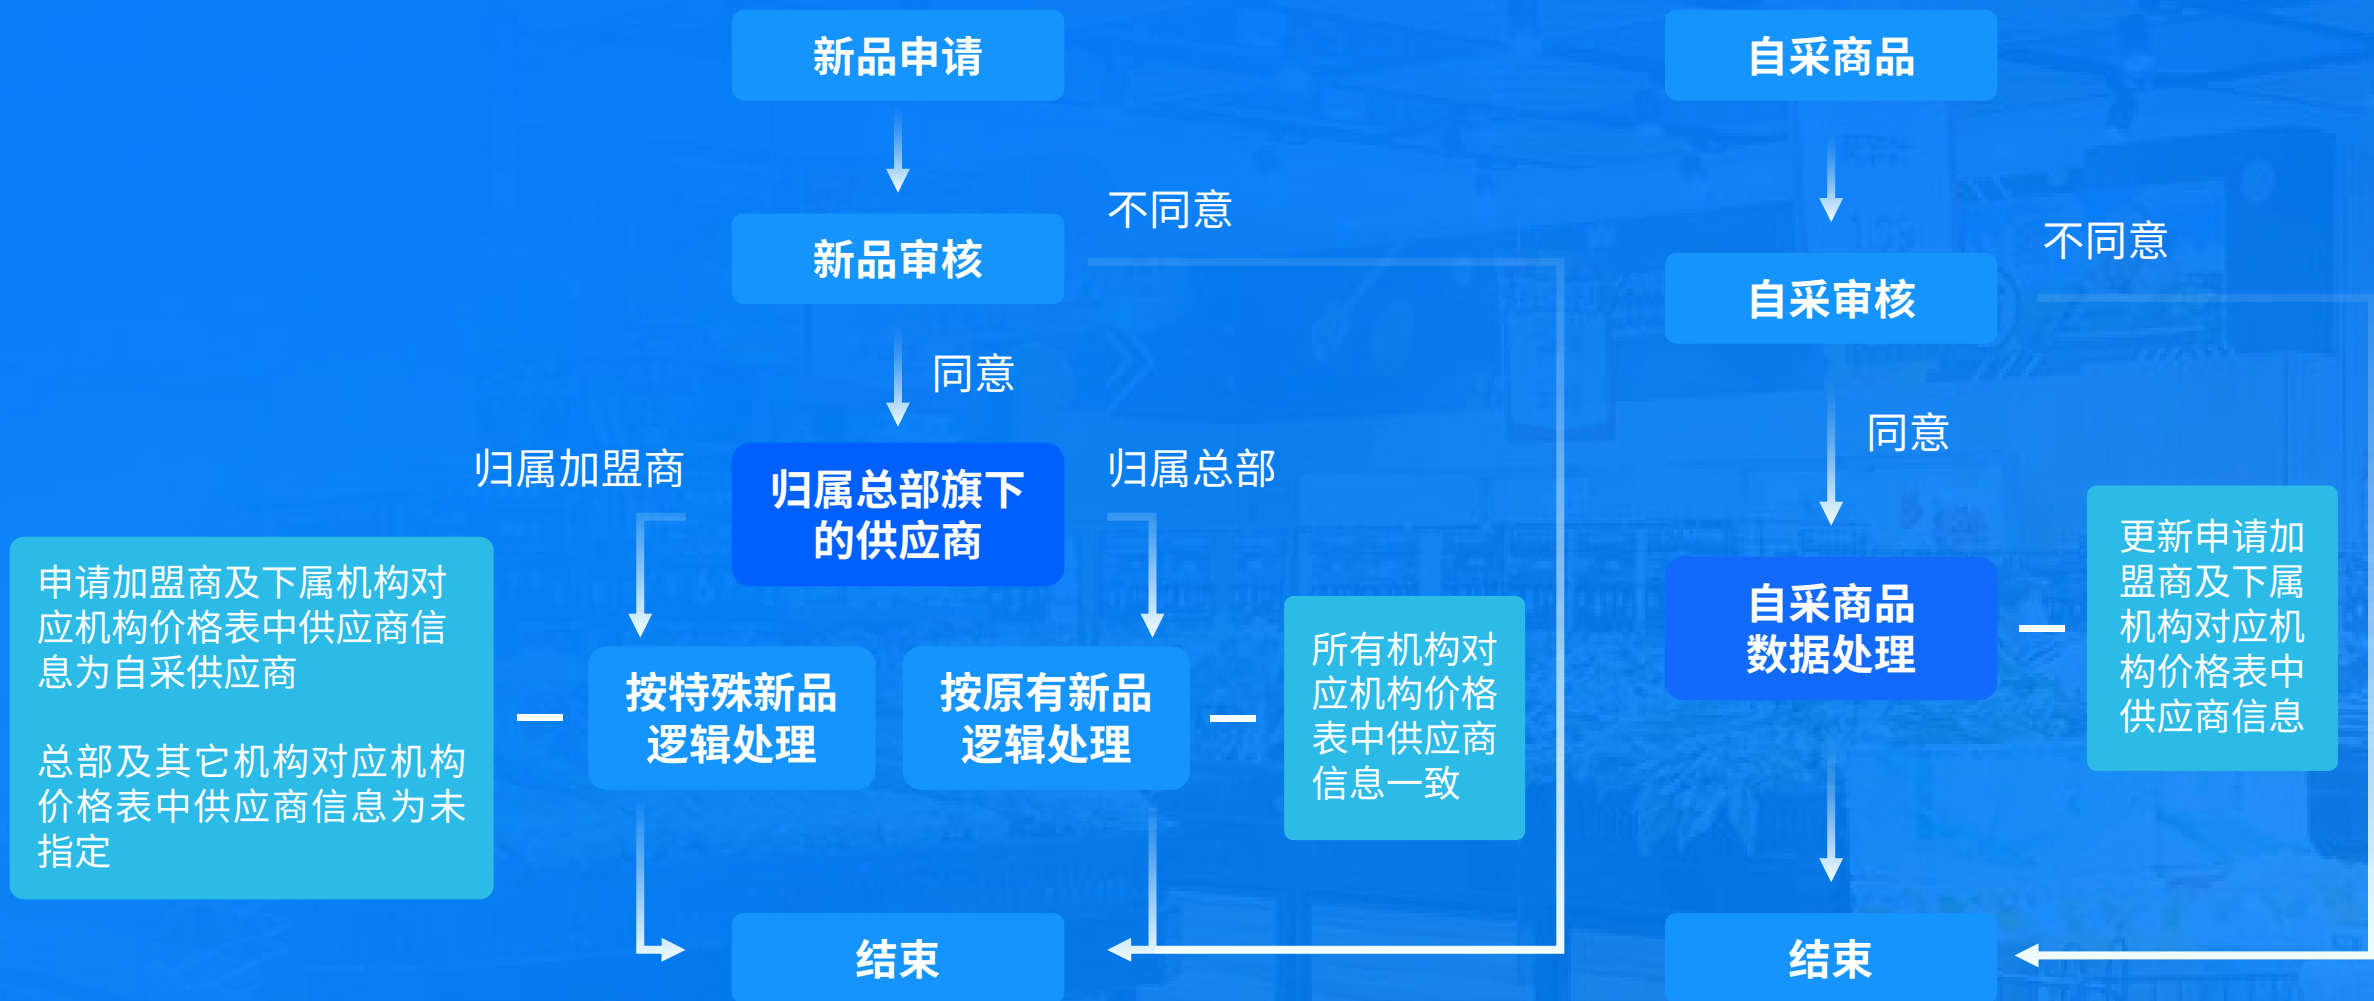 新品申请
新品审核
不同意
同意
归属加盟商
归属总部旗下
的供应商
归属总部
申请加盟商及下属机构对
应机构价格表中供应商信
息为自采供应商
总部及其它机构对应机构
价格表中供应商信息为未
指定
按特殊新品
逻辑处理
按原有新品
逻辑处理
所有机构对
应机构价格
表中供应商
信息一致
结束
自采商品
自采审核
不同意
同意
自采商品
数据处理
更新申请加
盟商及下属
机构对应机
构价格表中
供应商信息
结束